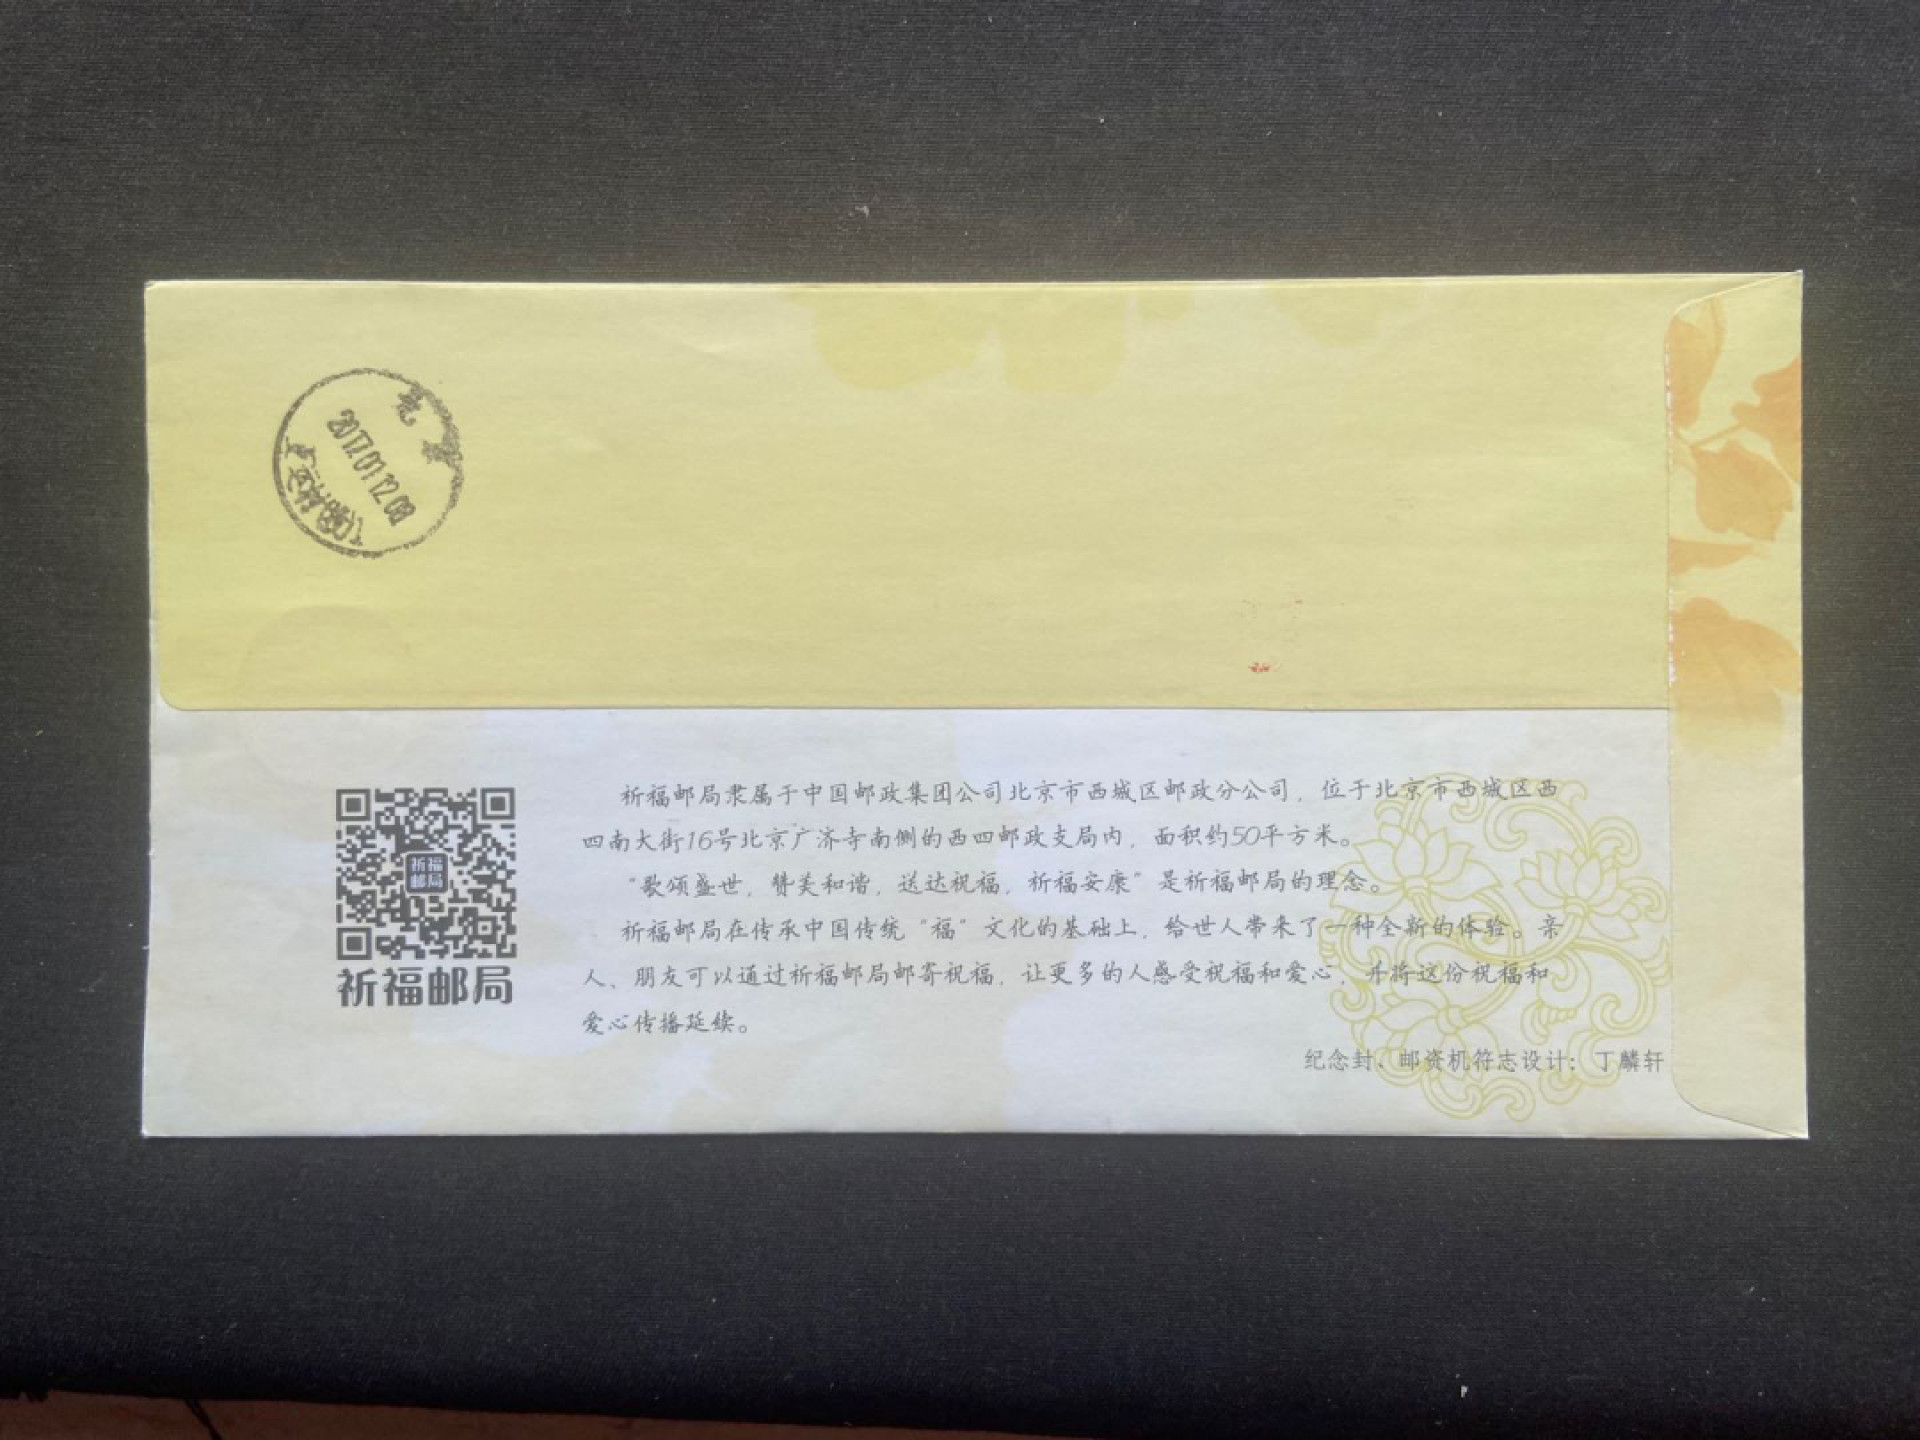 2017.01.12.08
祈福邮局
祈福邮局
祈福邮局隶属于中国邮政集团公司北京市西城区邮政分公司，位于北京市西城区西
四南大街16号北京广济寺南侧的西四邮政支局内，面积约50平方米。
“歌颂盛世，赞美和谐，送达祝福，祈福安康”是祈福邮局的理念。
祈福邮局在传承中国传统“福”文化的基础上，给世人带来了一种全新的体验。亲
人、朋友可以通过祈福邮局邮寄祝福，让更多的人感受祝福和爱心，并将这份祝福和
爱心传播延续。
纪念封、邮资机符志设计：丁麟轩